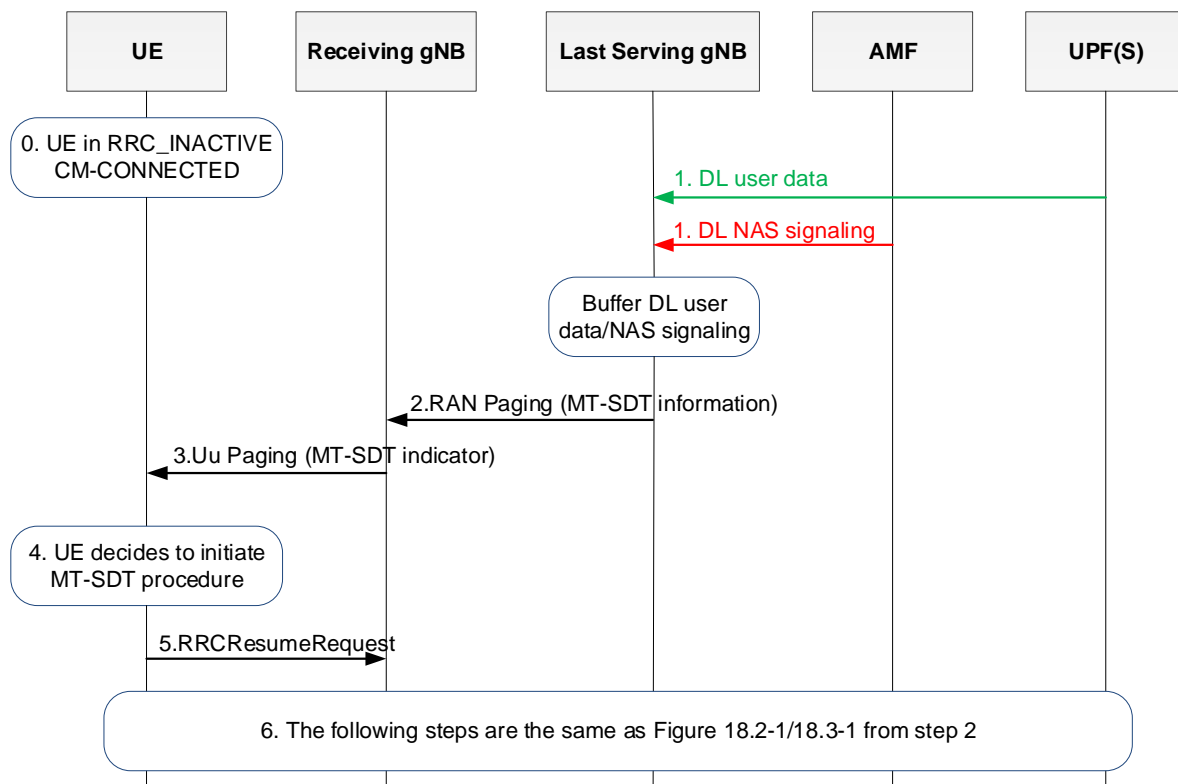 UE
Receiving gNB
Last Serving gNB
AMF
UPF(S)
0. UE in RRC_INACTIVE
CM-CONNECTED
1. DL user data
1. DL NAS signaling
Buffer DL user
data/NAS signaling
2.RAN Paging (MT-SDT information)
3.Uu Paging (MT-SDT indicator)
4. UE decides to initiate
MT-SDT procedure
5.RRCResumeRequest
6. The following steps are the same as Figure 18.2-1/18.3-1 from step 2